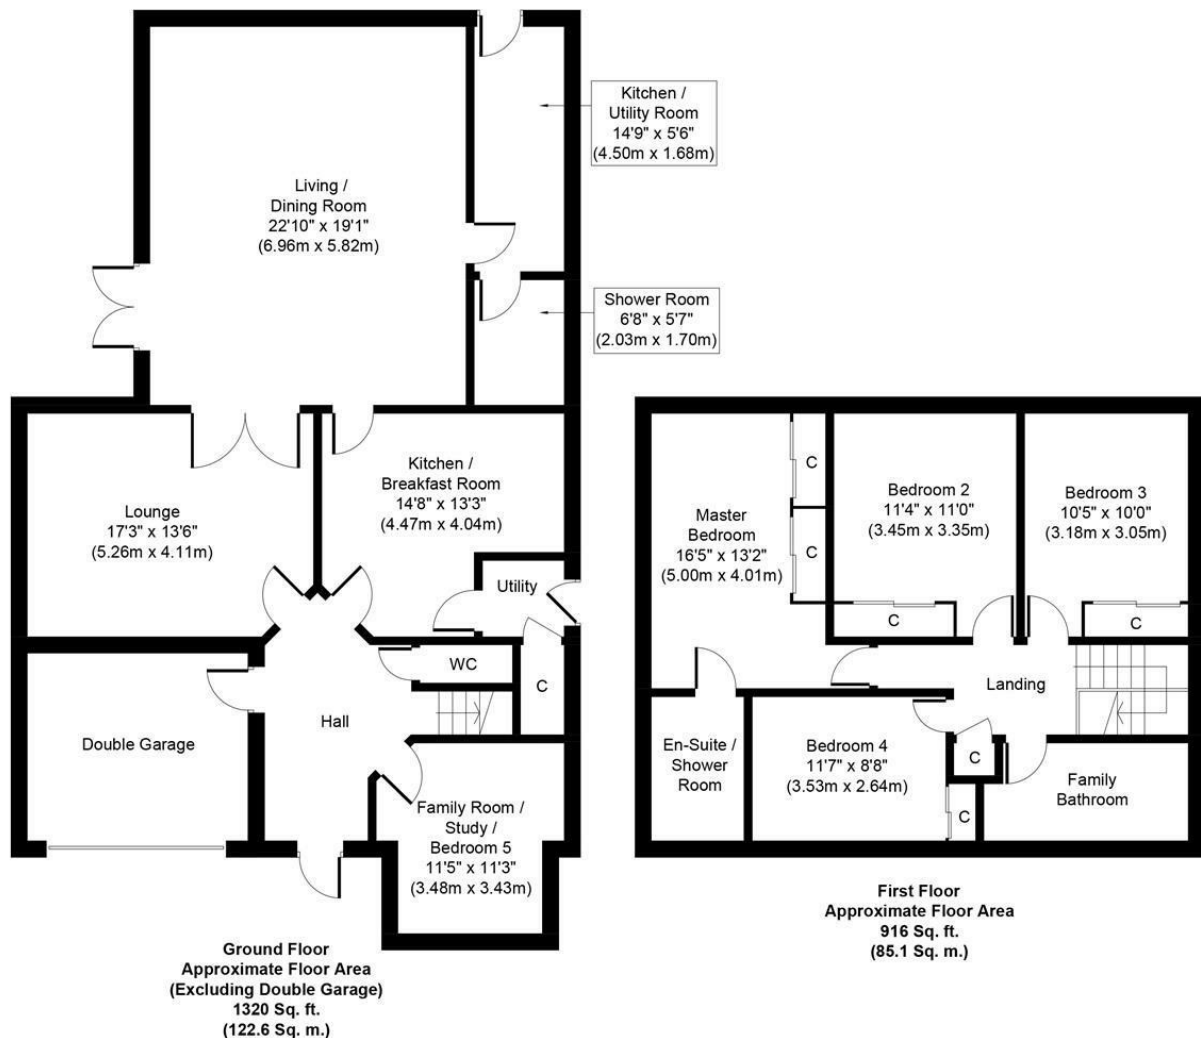 Kitchen /
Utility Room
14'9" x 5'6"
(4.50m x 1.68m)
Living /
Dining Room
22'10" x 19'1"
(6.96m x 5.82m)
Shower Room
6'8" x 5'7"
(2.03m x 1.70m)
Lounge
17'3" x 13'6"
(5.26m x 4.11m)
Kitchen /
Breakfast Room
14'8" x 13'3"
(4.47m x 4.04m)
Utility
WC
C
Hall
Double Garage
Family Room /
Study /
Bedroom 5
11'5" x 11'3"
(3.48m x 3.43m)
Ground Floor
Approximate Floor Area
(Excluding Double Garage)
1320 Sq. ft.
(122.6 Sq. m.)
Master
Bedroom
16'5" x 13'2"
(5.00m x 4.01m)
C
C
Bedroom 2
11'4" x 11'0"
(3.45m x 3.35m)
C
Bedroom 3
10'5" x 10'0"
(3.18m x 3.05m)
C
Landing
En-Suite /
Shower
Room
Bedroom 4
11'7" x 8'8"
(3.53m x 2.64m)
C
C
Family
Bathroom
First Floor
Approximate Floor Area
916 Sq. ft.
(85.1 Sq. m.)